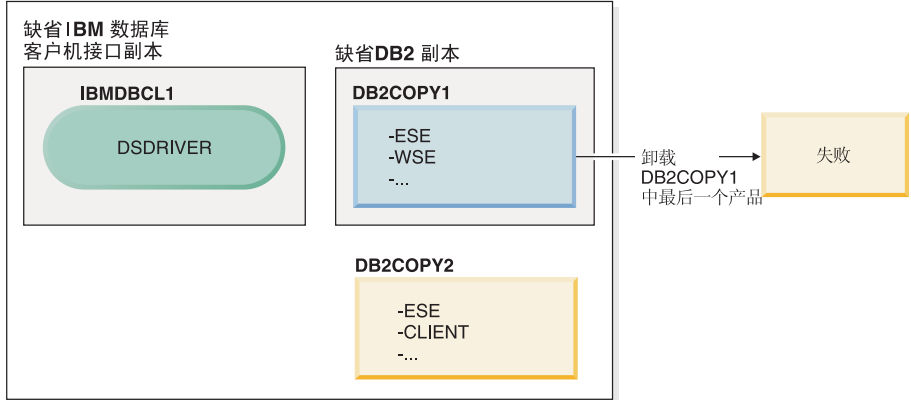 缺省IBM 数据库
客户机接口副本
IBMDBCL1
DSDRIVER
缺省DB2 副本
DB2COPY1
-ESE
-WSE
-...
卸载
DB2COPY1
中最后一个产品
失败
DB2COPY2
-ESE
-CLIENT
-...